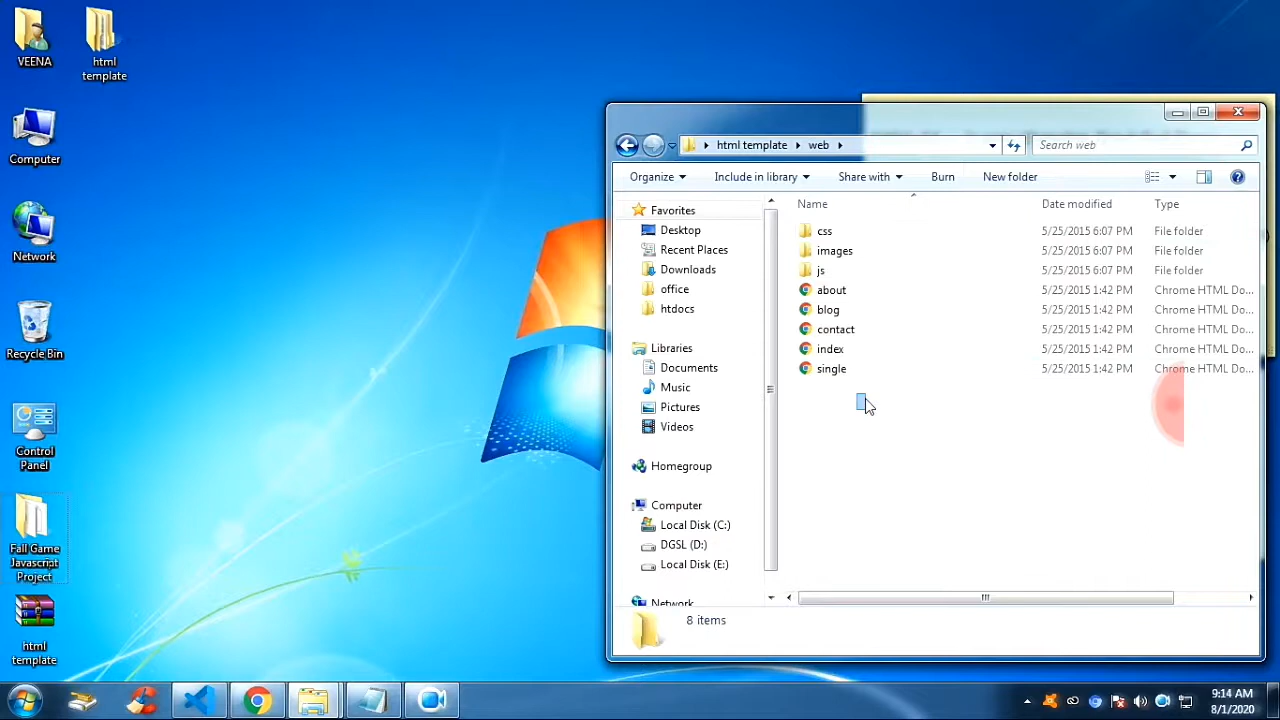 VEENA
html
template
Computer
Network
Recycle Bin
Control
Panel
Fall Game
Javascript
Project
html
template
html template
web
Search web
Organize
Include in library
Share with
Burn
New folder
Favorites
Desktop
Recent Places
Downloads
office
htdocs
Libraries
Documents
Music
Pictures
Videos
Homegroup
Computer
Local Disk (C:)
DGSL (D:)
Local Disk (E:)
Network
Name Date modified Type
css 5/25/2015 6:07 PM File folder
images 5/25/2015 6:07 PM File folder
js 5/25/2015 6:07 PM File folder
about 5/25/2015 1:42 PM Chrome HTML Do...
blog 5/25/2015 1:42 PM Chrome HTML Do...
contact 5/25/2015 1:42 PM Chrome HTML Do...
index 5/25/2015 1:42 PM Chrome HTML Do...
single 5/25/2015 1:42 PM Chrome HTML Do...
8 items
9:14 AM
8/1/2020